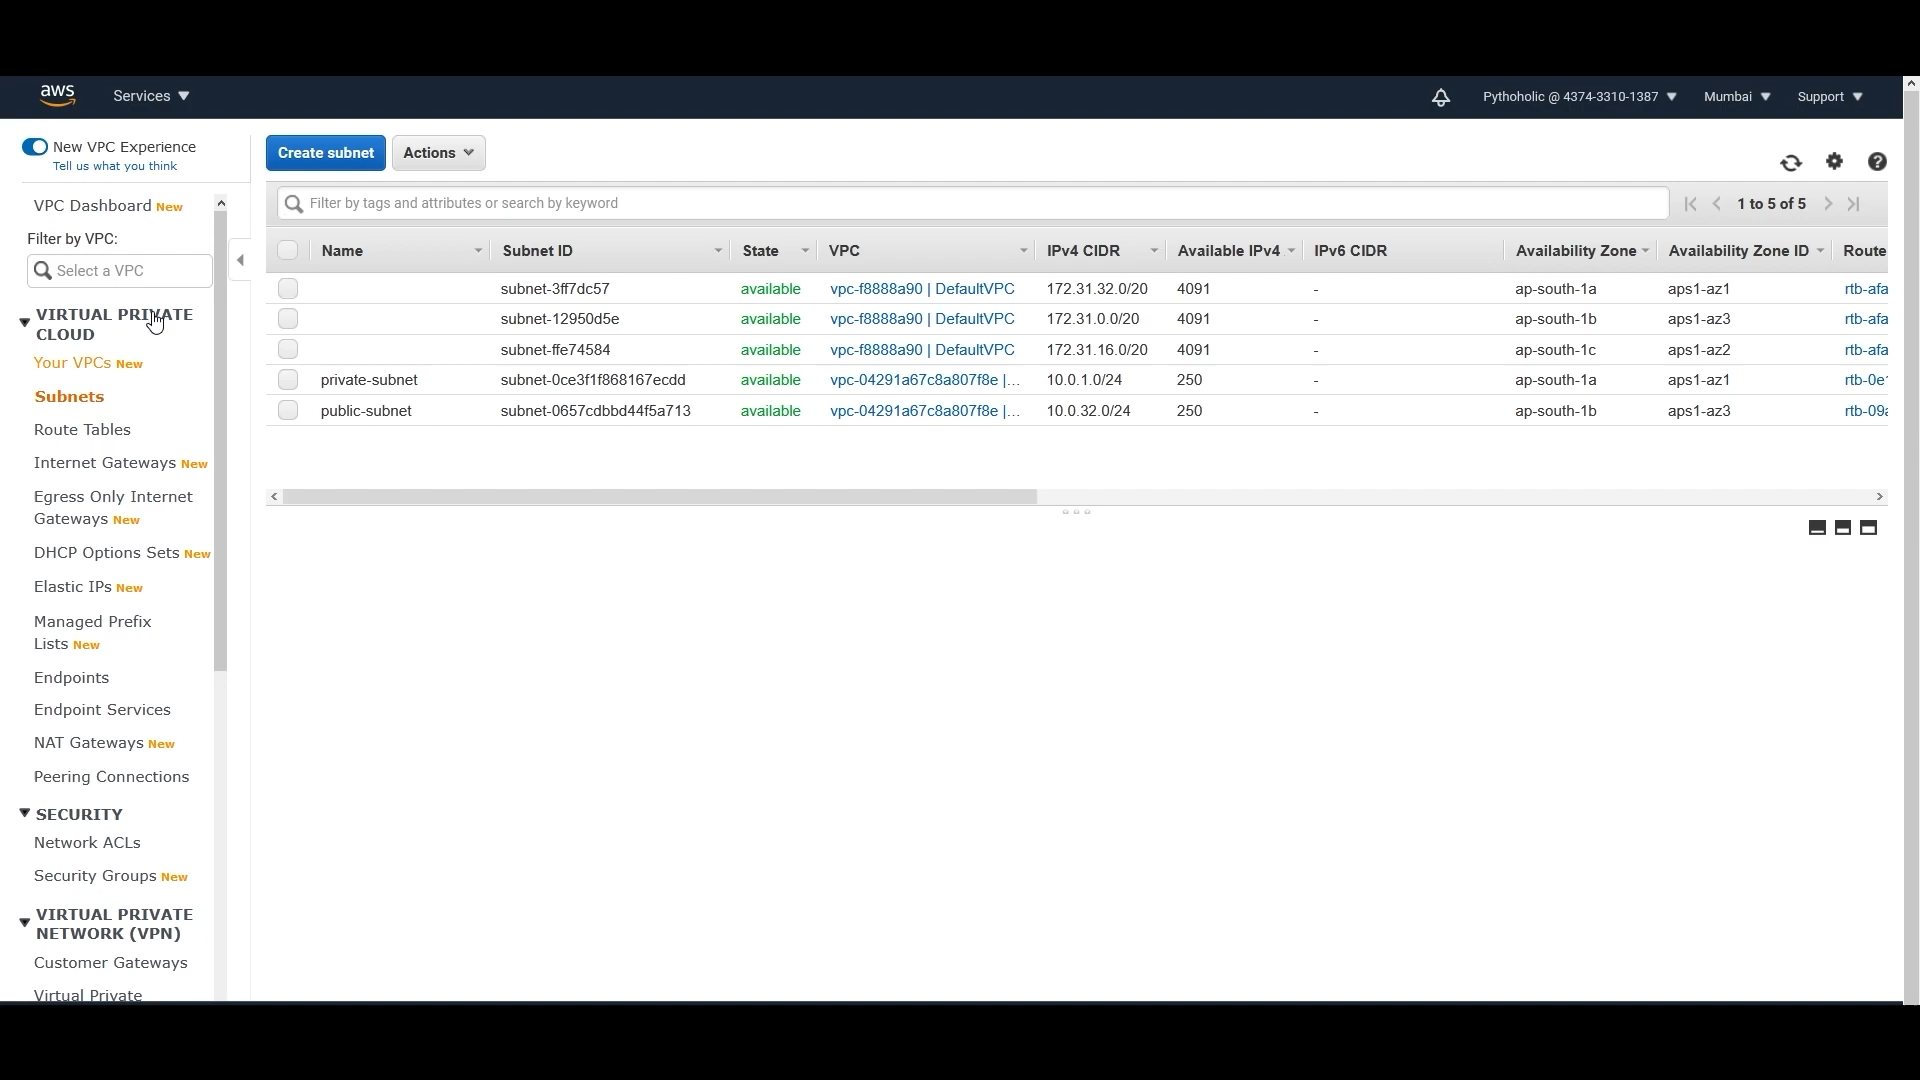 aws Services Pythoholic @ 4374-3310-1387 Mumbai Support
New VPC Experience
Tell us what you think
VPC Dashboard New
Filter by VPC:
Select a VPC
VIRTUAL PRIVATE
CLOUD
Your VPCs New
Subnets
Route Tables
Internet Gateways New
Egress Only Internet
Gateways New
DHCP Options Sets New
Elastic IPs New
Managed Prefix
Lists New
Endpoints
Endpoint Services
NAT Gateways New
Peering Connections
SECURITY
Network ACLs
Security Groups New
VIRTUAL PRIVATE
NETWORK (VPN)
Customer Gateways
Virtual Private
Create subnet Actions
Filter by tags and attributes or search by keyword 1 to 5 of 5
Name Subnet ID State VPC IPv4 CIDR Available IPv4 IPv6 CIDR Availability Zone Availability Zone ID Route
subnet-3ff7dc57 available vpc-f8888a90 | DefaultVPC 172.31.32.0/20 4091 - ap-south-1a aps1-az1 rtb-afa
subnet-12950d5e available vpc-f8888a90 | DefaultVPC 172.31.0.0/20 4091 - ap-south-1b aps1-az3 rtb-afa
subnet-ffe74584 available vpc-f8888a90 | DefaultVPC 172.31.16.0/20 4091 - ap-south-1c aps1-az2 rtb-afa
private-subnet subnet-0ce3f1f868167ecdd available vpc-04291a67c8a807f8e |... 10.0.1.0/24 250 - ap-south-1a aps1-az1 rtb-0e
public-subnet subnet-0657cdbbd44f5a713 available vpc-04291a67c8a807f8e |... 10.0.32.0/24 250 - ap-south-1b aps1-az3 rtb-09a